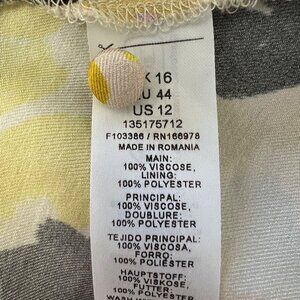 K 16
U 44
US 12
135175712
F103386 / RN166978
MADE IN ROMANIA
MAIN:
100% VISCOSE,
LINING:
100% POLYESTER
PRINCIPAL:
100% VISCOSE,
DOUBLURE:
100% POLYESTER
TEJIDO PRINCIPAL:
100% VISCOSA,
FORRO:
100% POLIESTER
HAUPTSTOFF:
100% VISKOSE,
FUTTER:
100% POLYESTER